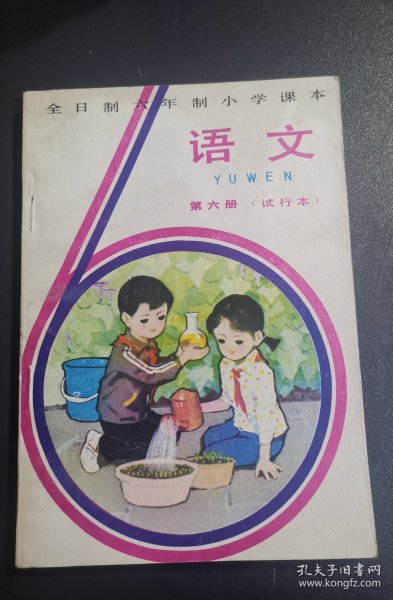 全日制六年制小学课本
语文
YUWEN
第六册（试行本）
孔夫子旧书网
www.kongfz.com